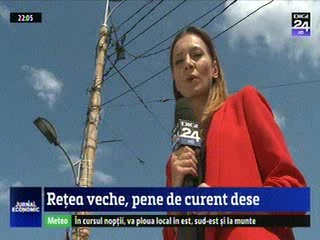 22:05
DIGI
24
HD
DIGI
24
JURNAL
ECONOMIC
Rețea veche, pene de curent dese
Meteo
În cursul nopții, va ploua local în est, sud-est și la munte